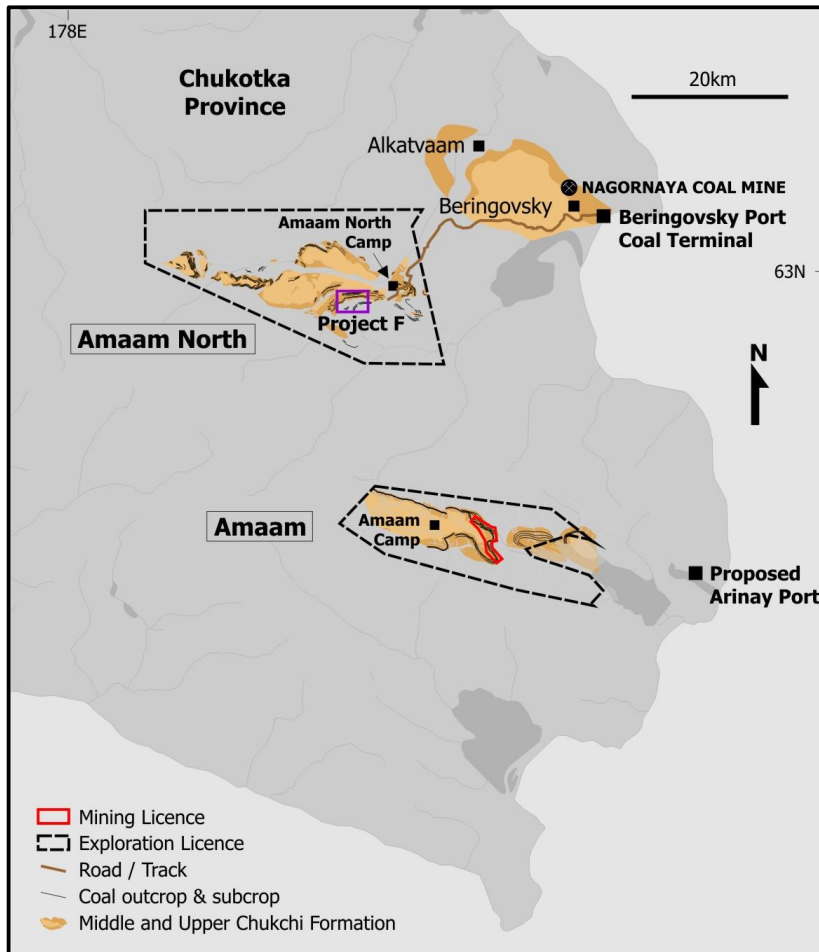 178E
Chukotka
Province
20km
Alkatvaam
NAGORNAYA COAL MINE
Beringovsky
Beringovsky Port
Coal Terminal
Amaam North
Camp
63N
Project F
Amaam North
N
Amaam
Amaam
Camp
Proposed
Arinay Port
Mining Licence
Exploration Licence
Road / Track
Coal outcrop & subcrop
Middle and Upper Chukchi Formation